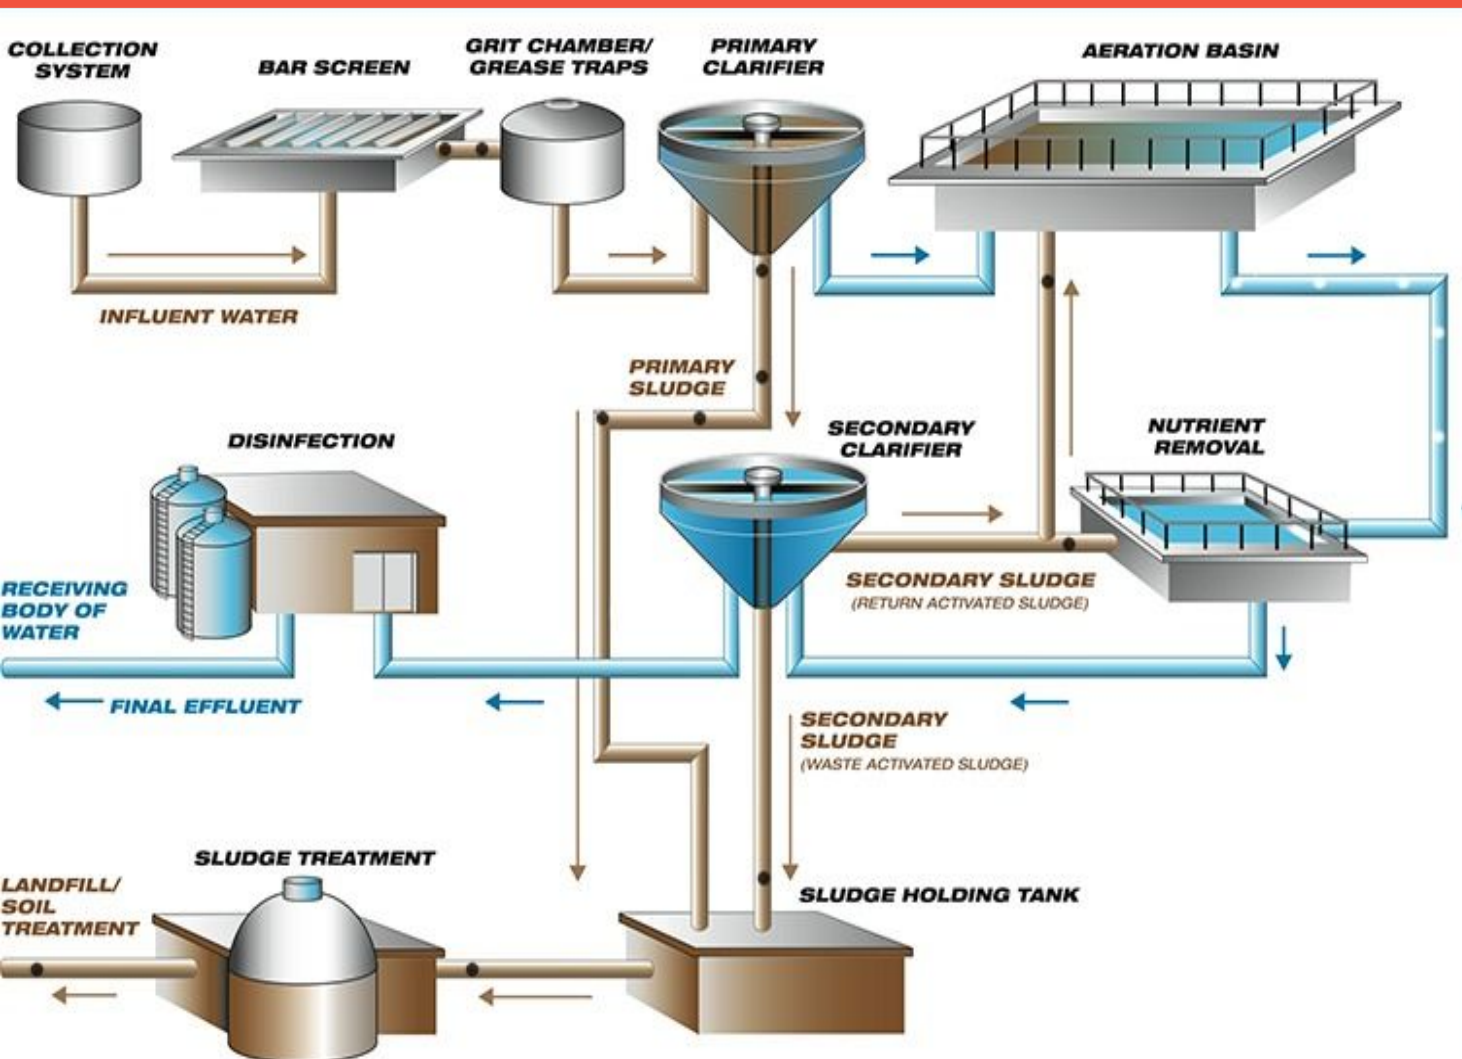 COLLECTION
SYSTEM
BAR SCREEN
GRIT CHAMBER/
GREASE TRAPS
PRIMARY
CLARIFIER
AERATION BASIN
INFLUENT WATER
PRIMARY
SLUDGE
DISINFECTION
SECONDARY
CLARIFIER
NUTRIENT
REMOVAL
RECEIVING
BODY OF
WATER
SECONDARY SLUDGE
(RETURN ACTIVATED SLUDGE)
FINAL EFFLUENT
SECONDARY
SLUDGE
(WASTE ACTIVATED SLUDGE)
SLUDGE TREATMENT
LANDFILL/
SOIL
TREATMENT
SLUDGE HOLDING TANK